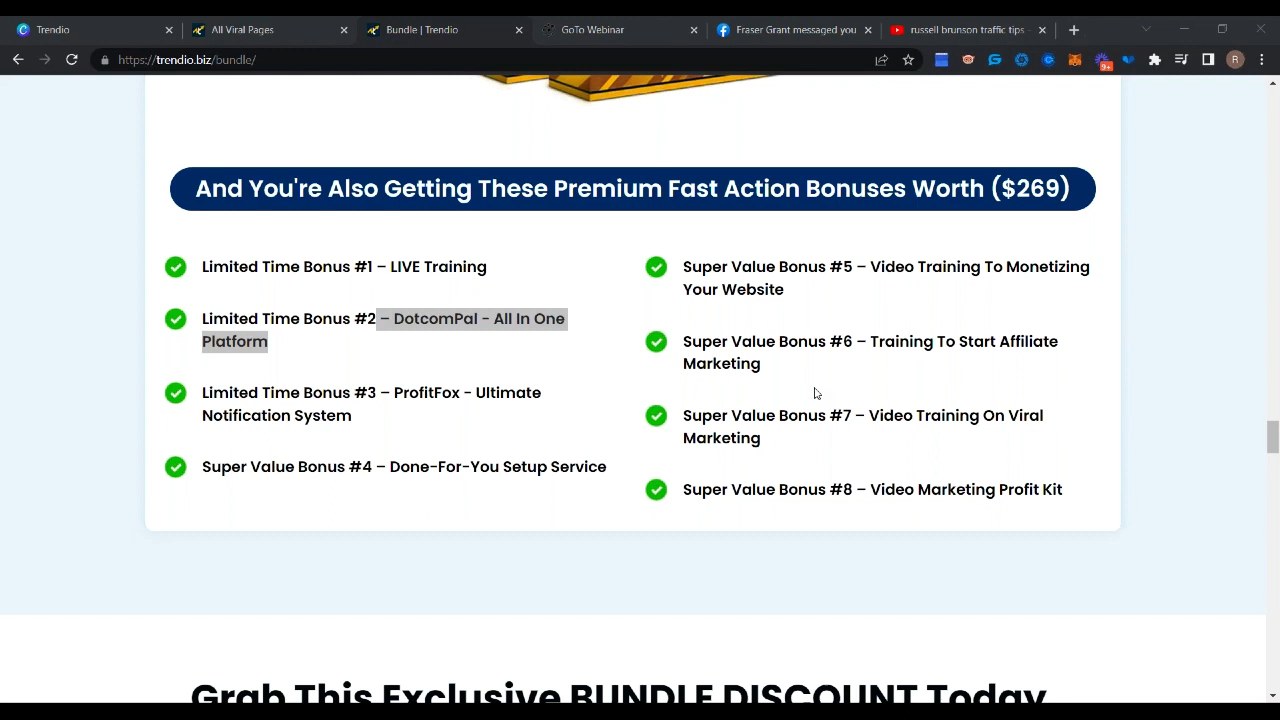 Trendio
All Viral Pages
Bundle | Trendio
GoTo Webinar
Fraser Grant messaged you
russell brunson traffic tips -
https://trendio.biz/bundle/
9+
R
And You're Also Getting These Premium Fast Action Bonuses Worth ($269)
Limited Time Bonus #1 – LIVE Training
Limited Time Bonus #2 – DotcomPal - All In One
Platform
Limited Time Bonus #3 – ProfitFox - Ultimate
Notification System
Super Value Bonus #4 – Done-For-You Setup Service
Super Value Bonus #5 – Video Training To Monetizing
Your Website
Super Value Bonus #6 – Training To Start Affiliate
Marketing
Super Value Bonus #7 – Video Training On Viral
Marketing
Super Value Bonus #8 – Video Marketing Profit Kit
Grab This Exclusive BUNDLE DISCOUNT Today